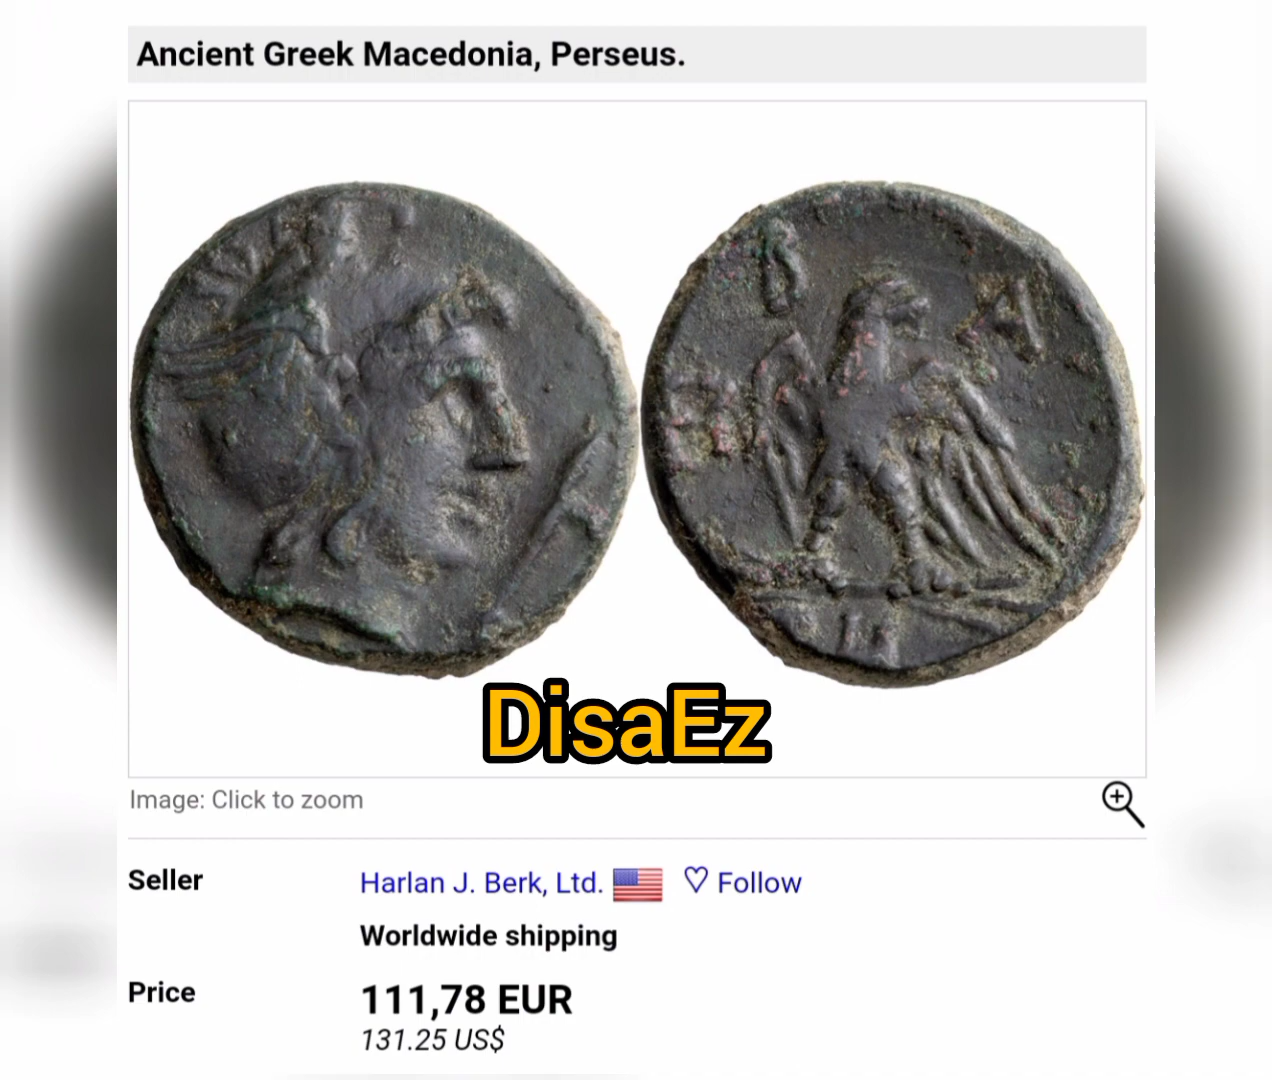 Ancient Greek Macedonia, Perseus.
B A
DisaEz
Image: Click to zoom
Seller
Harlan J. Berk, Ltd. ♡ Follow
Worldwide shipping
Price
111,78 EUR
131.25 US$